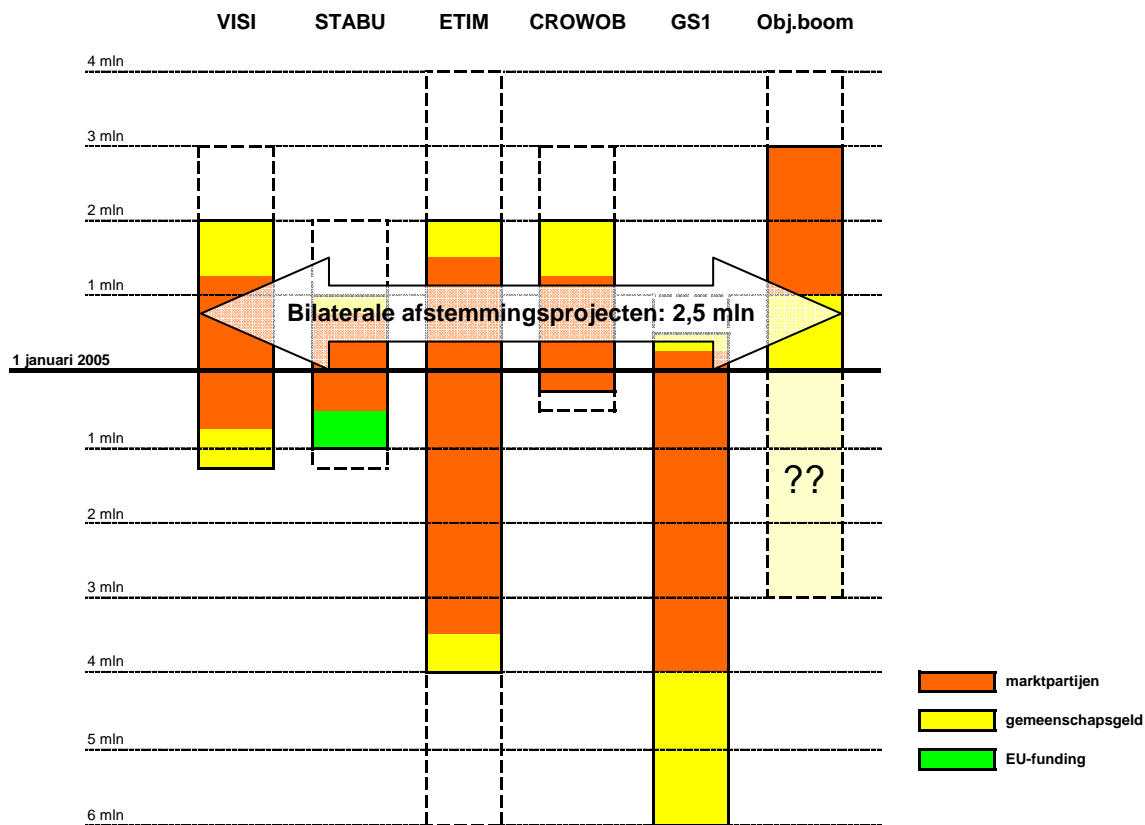 VISI STABU ETIM CROWOB GS1 Obj.boom
4 mln
3 mln
2 mln
1 mln
Bilaterale afstemmingsprojecten: 2,5 mln
1 januari 2005
1 mln
??
2 mln
3 mln
4 mln
marktpartijen
gemeenschapsgeld
5 mln
EU-funding
6 mln